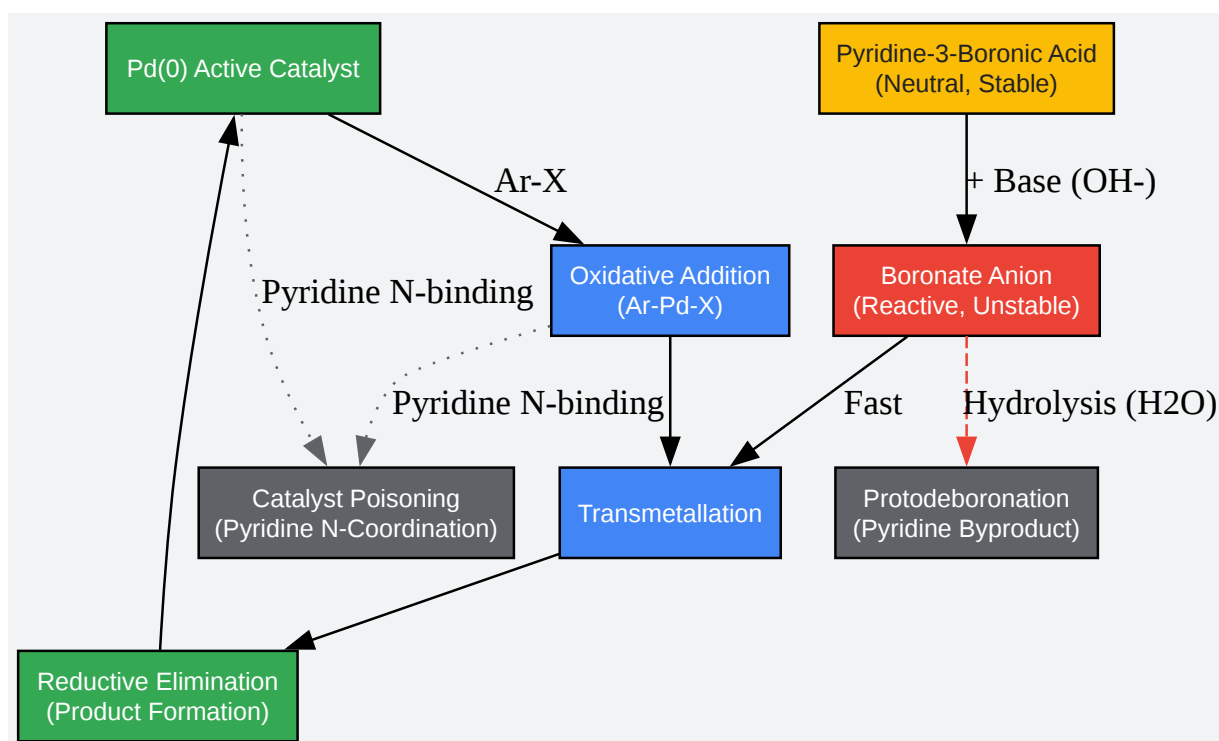 Pd(0) Active Catalyst
Pyridine-3-Boronic Acid
(Neutral, Stable)
Ar-X
+ Base (OH-)
Oxidative Addition
(Ar-Pd-X)
Boronate Anion
(Reactive, Unstable)
Pyridine N-binding
Pyridine N-binding
Fast
Hydrolysis (H2O)
Catalyst Poisoning
(Pyridine N-Coordination)
Transmetallation
Protodeboronation
(Pyridine Byproduct)
Reductive Elimination
(Product Formation)